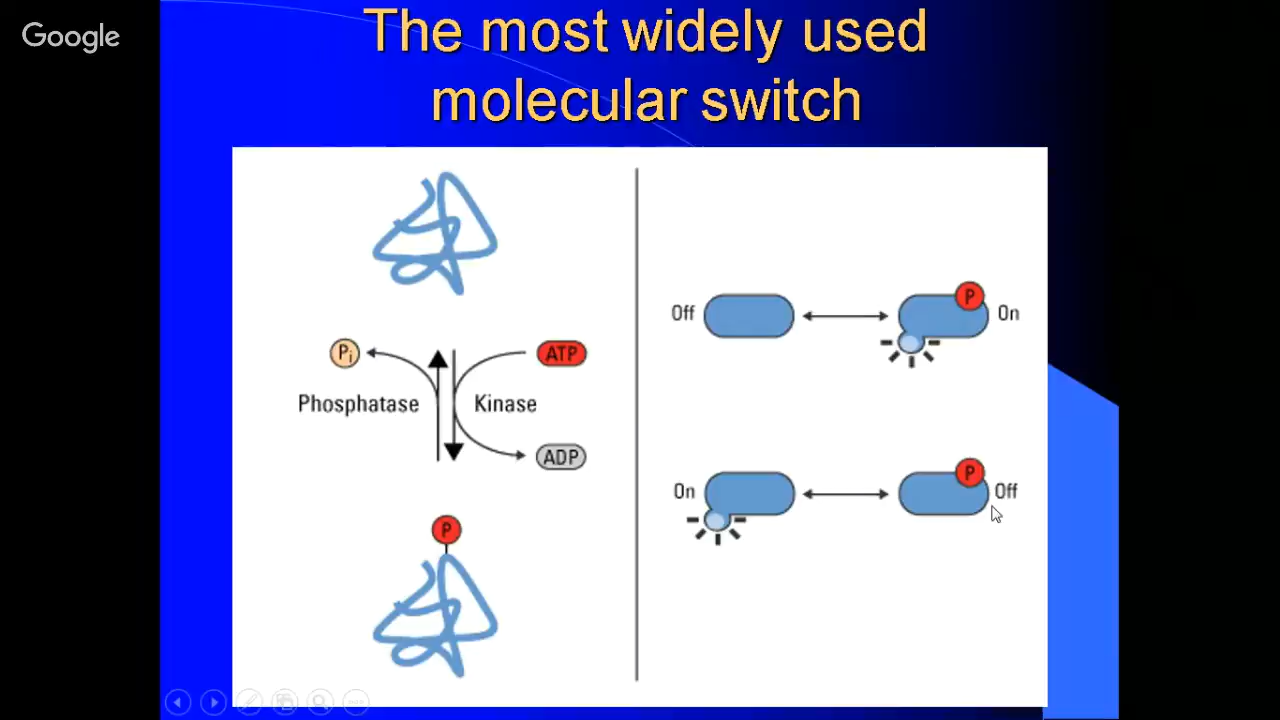 Google
The most widely used
molecular switch
Pi
ATP
Phosphatase
Kinase
ADP
P
Off
P
On
On
P
Off